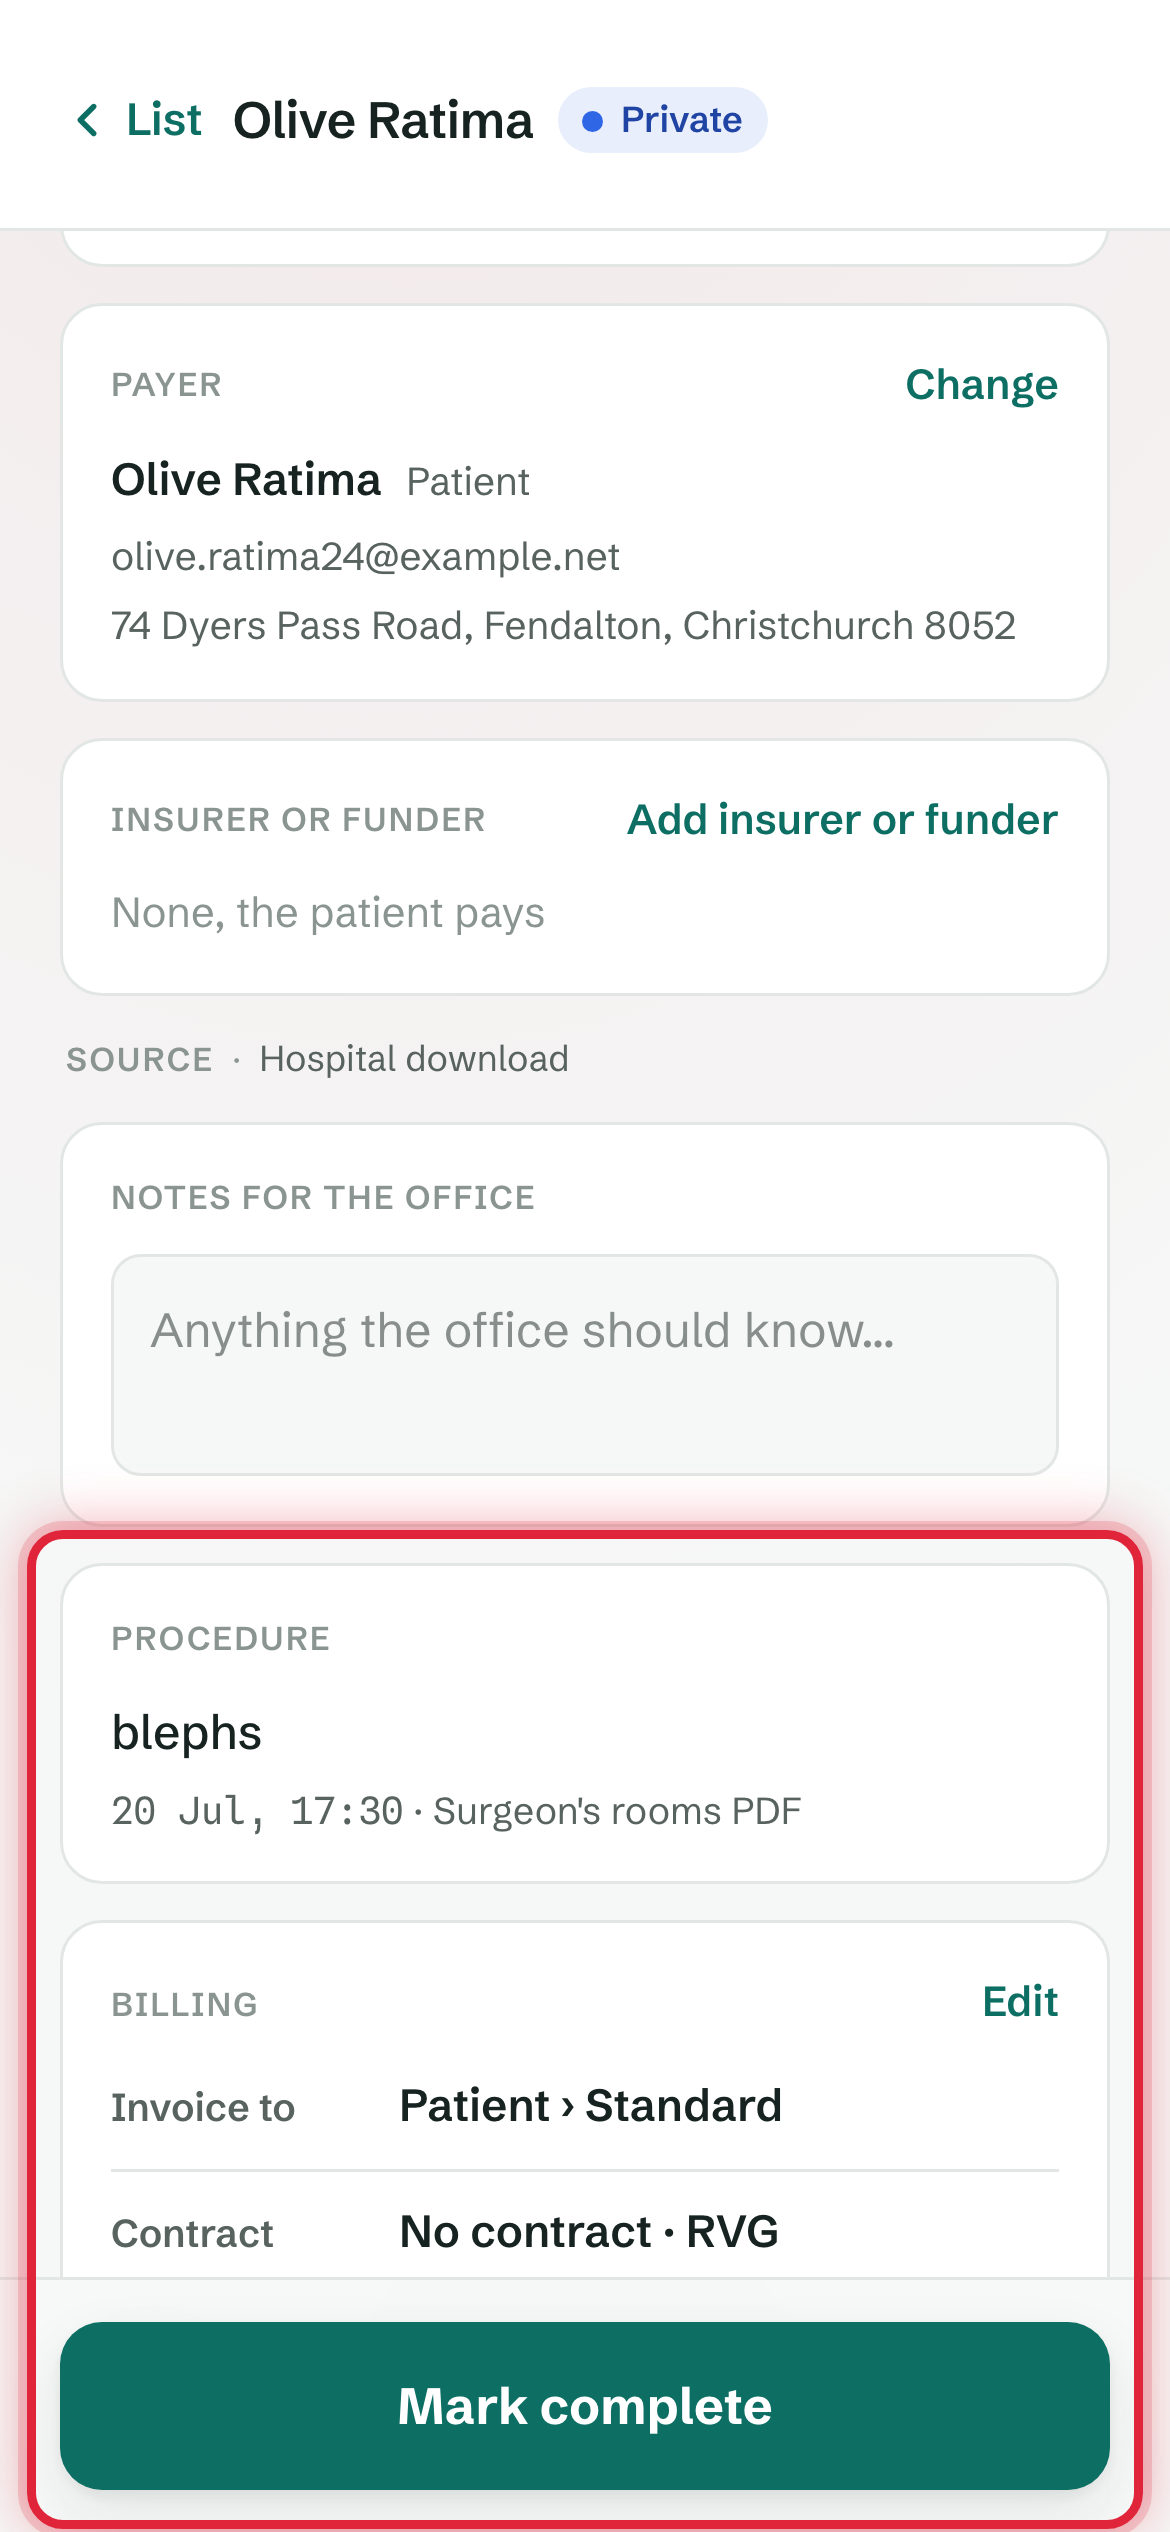 List Olive Ratima Private
PAYER Change
Olive Ratima Patient
olive.ratima24@example.net
74 Dyers Pass Road, Fendalton, Christchurch 8052
INSURER OR FUNDER Add insurer or funder
None, the patient pays
SOURCE · Hospital download
NOTES FOR THE OFFICE
Anything the office should know...
PROCEDURE
blephs
20 Jul, 17:30 · Surgeon's rooms PDF
BILLING Edit
Invoice to Patient › Standard
Contract No contract · RVG
Mark complete